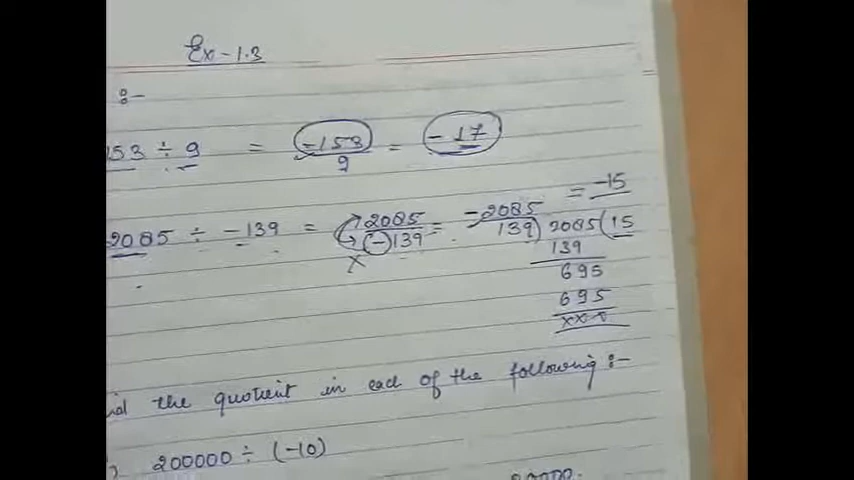 Ex-1.3
:-
153 ÷ 9 = -153/9 = -17
2085 ÷ -139 = 2085/(-)139 = -2085/139 = -15
139) 2085 (15
139
695
695
xxx
the quotient in each of the following :-
200000 ÷ (-10)